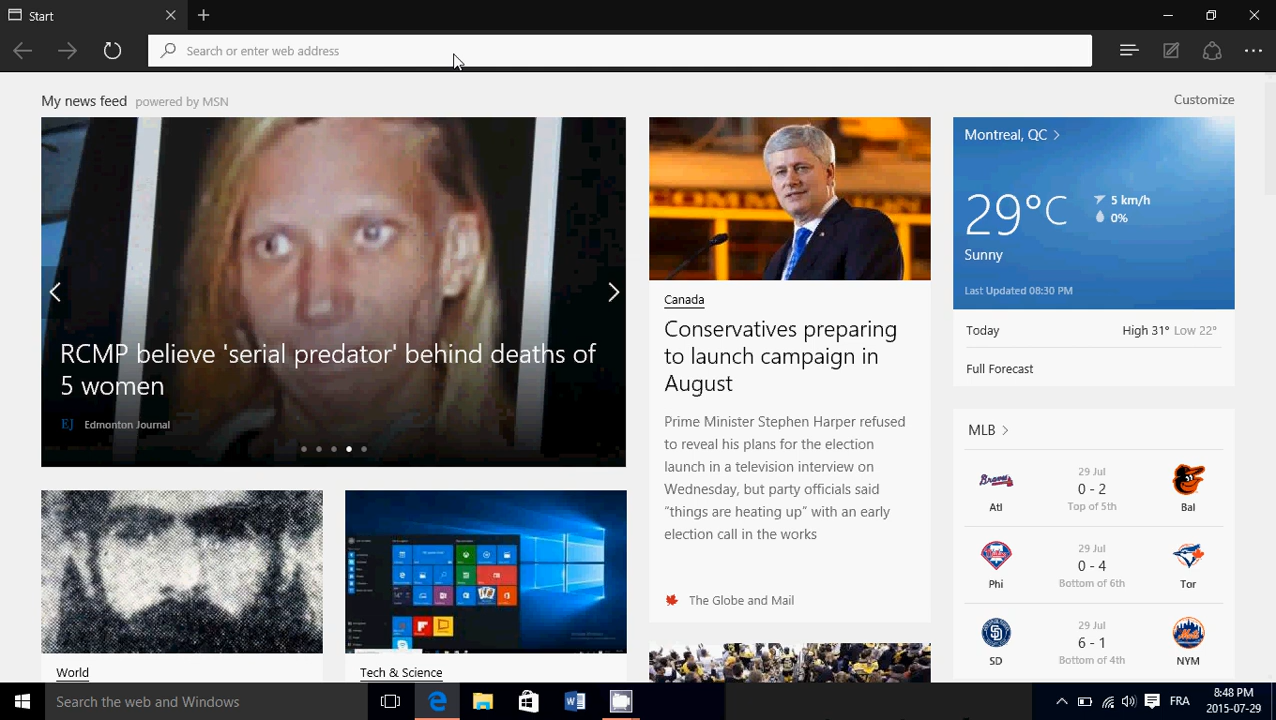 Start
Search or enter web address
My news feed powered by MSN
Customize
RCMP believe 'serial predator' behind deaths of
5 women
EJ Edmonton Journal
Canada
Conservatives preparing
to launch campaign in
August
Prime Minister Stephen Harper refused
to reveal his plans for the election
launch in a television interview on
Wednesday, but party officials said
“things are heating up” with an early
election call in the works
The Globe and Mail
Montreal, QC
29°C
5 km/h
0%
Sunny
Last Updated 08:30 PM
Today High 31° Low 22°
Full Forecast
MLB
29 Jul
0 - 2
Top of 5th
Atl Bal
29 Jul
0 - 4
Bottom of 6th
Phi Tor
29 Jul
6 - 1
Bottom of 4th
SD NYM
World
Tech & Science
Search the web and Windows
FRA
8:48 PM
2015-07-29